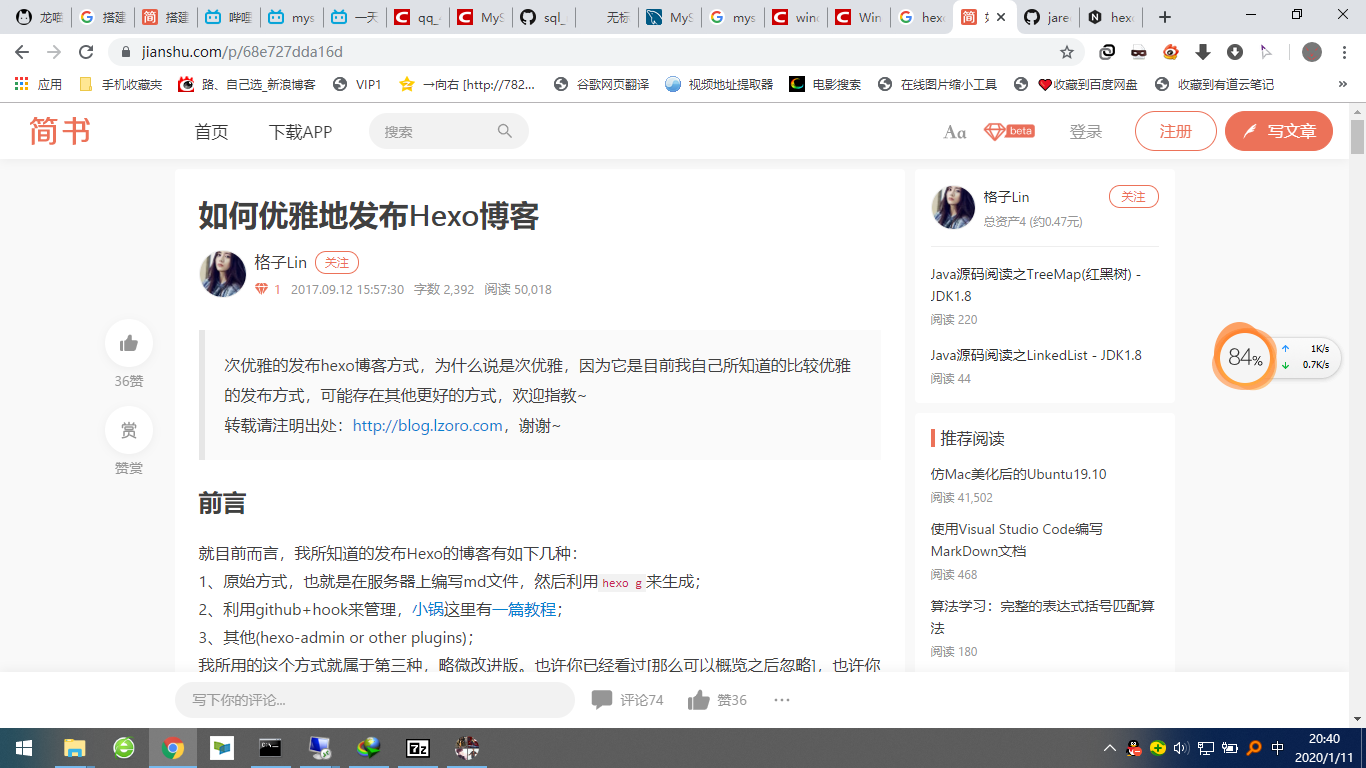 龙喵
搭建
搭建
哔哩
mys
一天
qq_
MyS
sql_
无标
MyS
mys
winc
Win
hexo
如
jared
hexo
jianshu.com/p/68e727dda16d
应用
手机收藏夹
路、自己选_新浪博客
VIP1
→向右 [http://782...
谷歌网页翻译
视频地址提取器
电影搜索
在线图片缩小工具
收藏到百度网盘
收藏到有道云笔记
»
简书
首页
下载APP
搜索
Aa
beta
登录
注册
写文章
如何优雅地发布Hexo博客
格子Lin
关注
1 2017.09.12 15:57:30 字数 2,392 阅读 50,018
36赞
赏
赞赏
次优雅的发布hexo博客方式，为什么说是次优雅，因为它是目前我自己所知道的比较优雅
的发布方式，可能存在其他更好的方式，欢迎指教~
转载请注明出处：http://blog.lzoro.com，谢谢~
前言
就目前而言，我所知道的发布Hexo的博客有如下几种：
1、原始方式，也就是在服务器上编写md文件，然后利用 hexo g 来生成；
2、利用github+hook来管理，小锅这里有一篇教程；
3、其他(hexo-admin or other plugins)；
我所用的这个方式就属于第三种，略微改进版。也许你已经看过[那么可以概览之后忽略]，也许你
格子Lin
关注
总资产4 (约0.47元)
Java源码阅读之TreeMap(红黑树) -
JDK1.8
阅读 220
Java源码阅读之LinkedList - JDK1.8
阅读 44
推荐阅读
仿Mac美化后的Ubuntu19.10
阅读 41,502
使用Visual Studio Code编写
MarkDown文档
阅读 468
算法学习：完整的表达式括号匹配算
法
阅读 180
84%
1K/s
0.7K/s
写下你的评论...
评论74
赞36
7z
中
20:40
2020/1/11